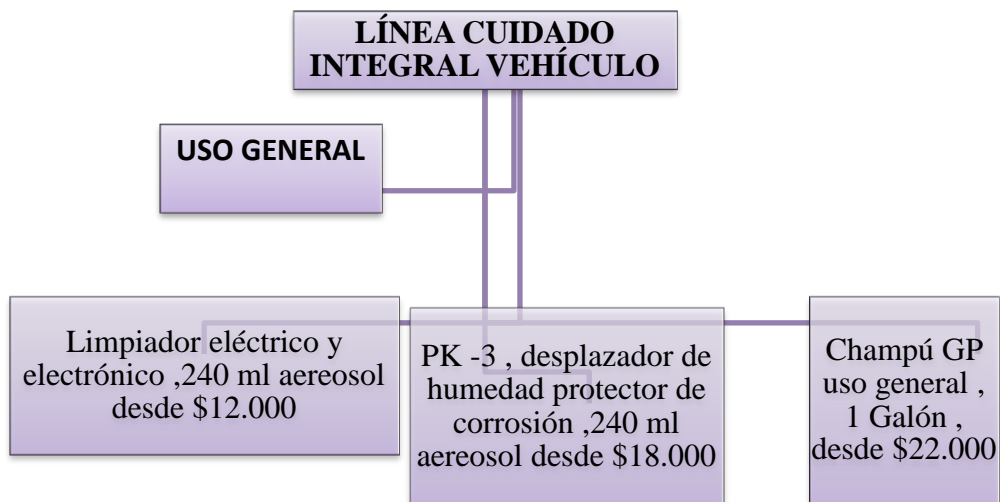 LÍNEA CUIDADO
INTEGRAL VEHÍCULO
USO GENERAL
Limpiador eléctrico y
electrónico ,240 ml aereosol
desde $12.000
PK -3 , desplazador de
humedad protector de
corrosión ,240 ml
aereosol desde $18.000
Champú GP
uso general ,
1 Galón ,
desde $22.000